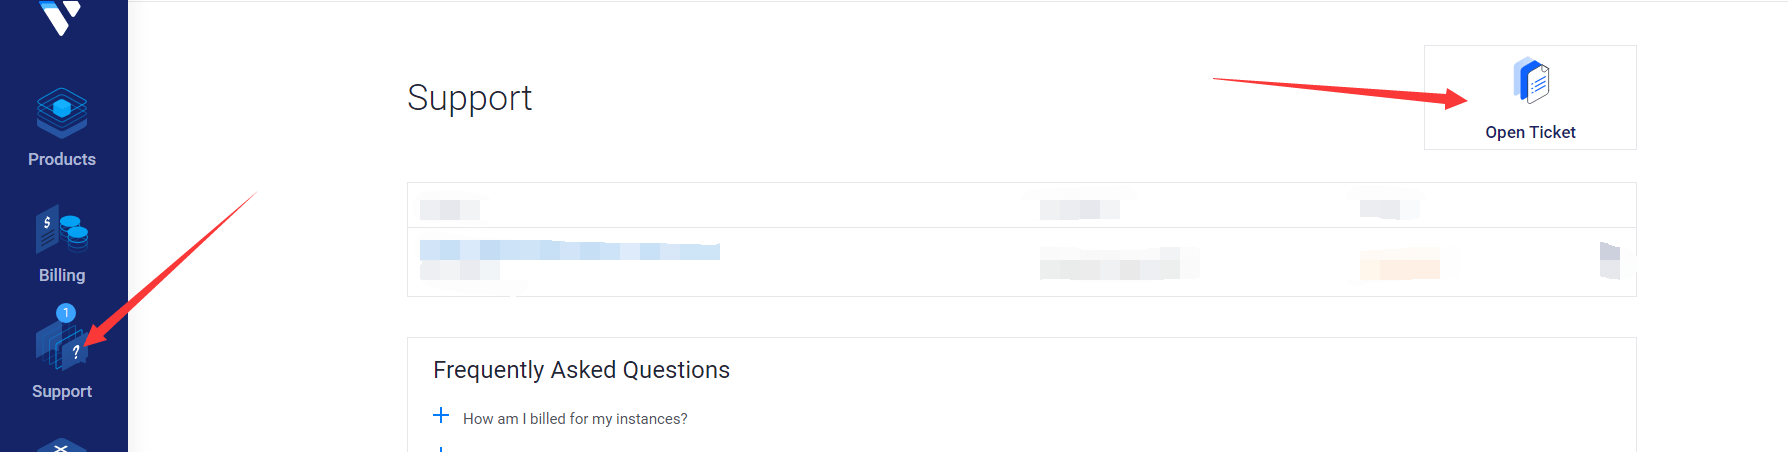 Products
$
Billing
1
?
Support
Support
Open Ticket
Frequently Asked Questions
How am I billed for my instances?